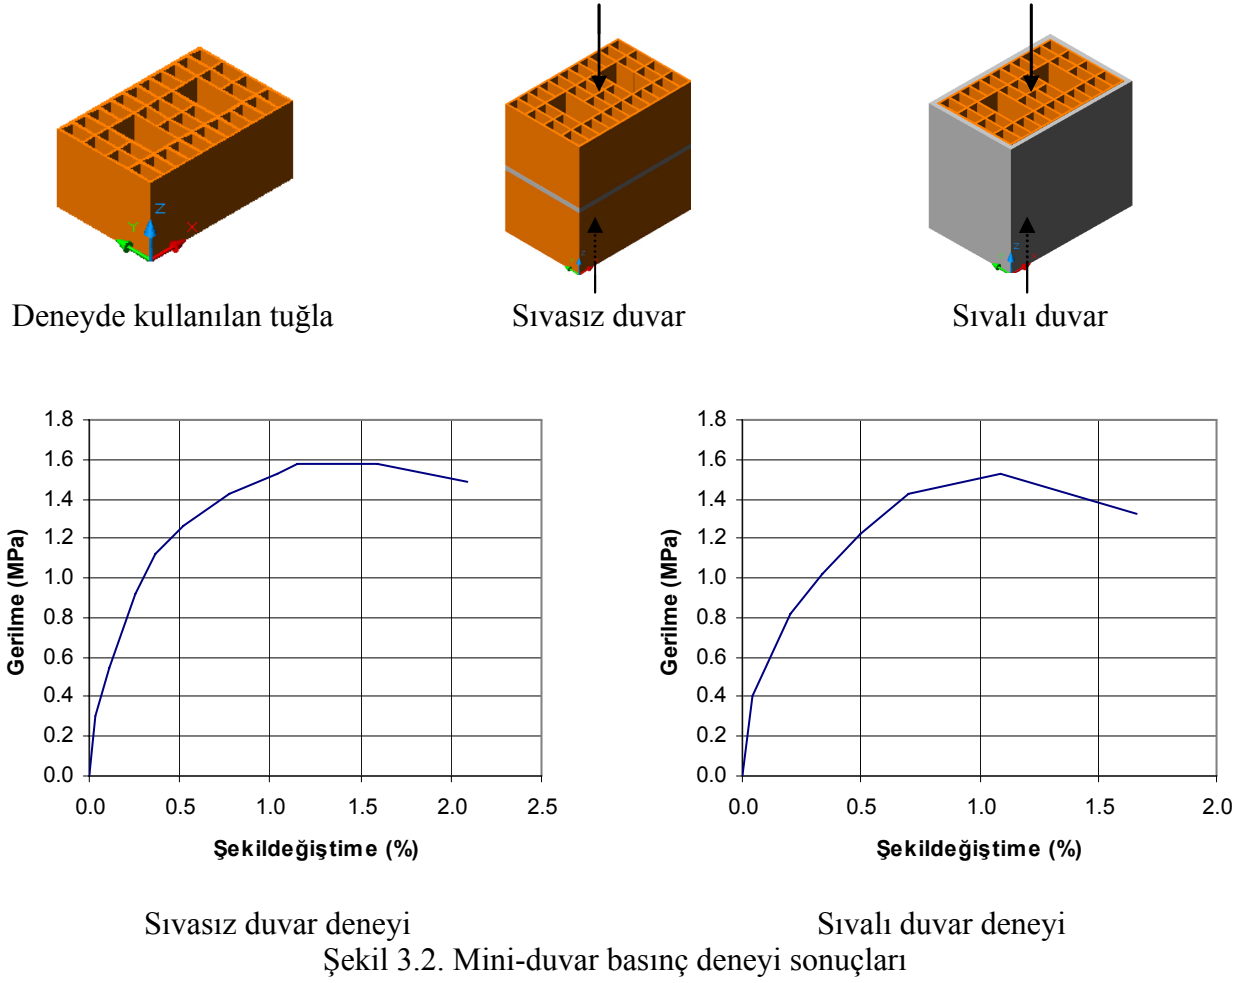 Z
Y
X
Z
Z
Deneyde kullanılan tuğla
Sıvasız duvar
Sıvalı duvar
1.8
1.6
1.4
1.2
1.0
0.8
0.6
0.4
0.2
0.0
Gerilme (MPa)
0.0 0.5 1.0 1.5 2.0 2.5
Şekildeğiştime (%)
1.8
1.6
1.4
1.2
1.0
0.8
0.6
0.4
0.2
0.0
Gerilme (MPa)
0.0 0.5 1.0 1.5 2.0
Şekildeğiştime (%)
Sıvasız duvar deneyi
Sıvalı duvar deneyi
Şekil 3.2. Mini-duvar basınç deneyi sonuçları